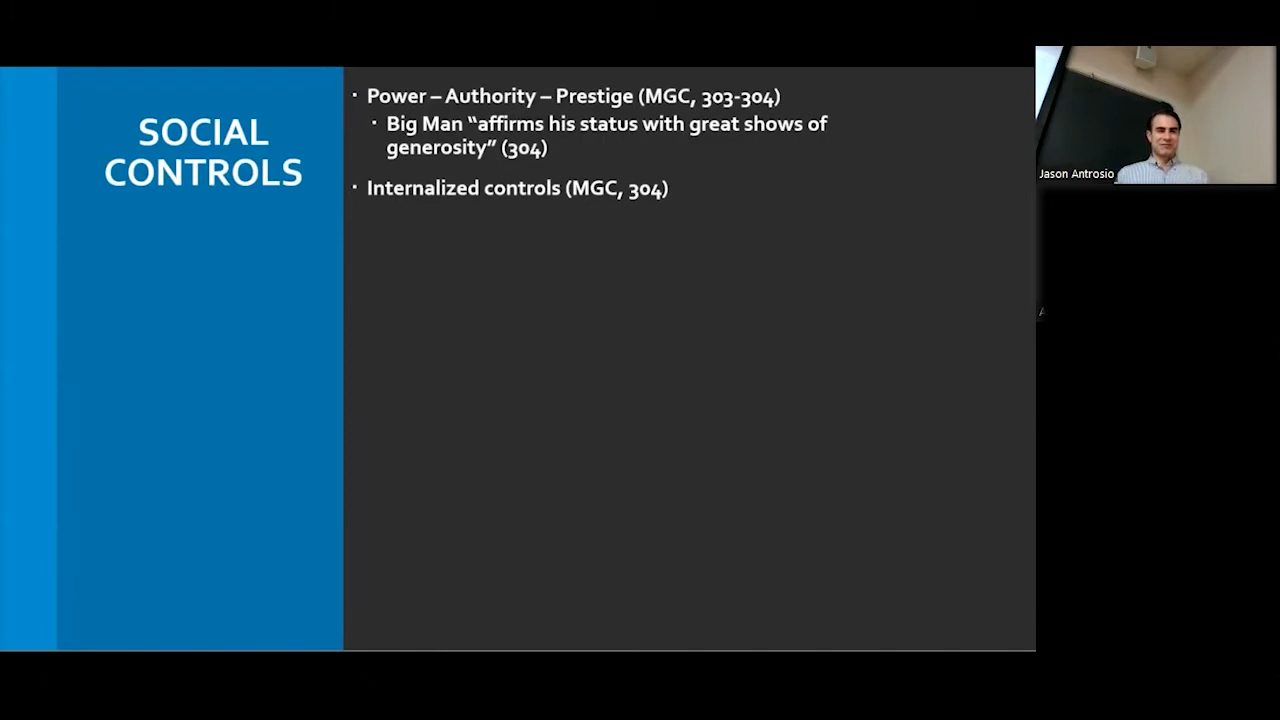 SOCIAL
CONTROLS
▪ Power – Authority – Prestige (MGC, 303-304)
▪ Big Man “affirms his status with great shows of
generosity” (304)
▪ Internalized controls (MGC, 304)
Jason Antrosio
A